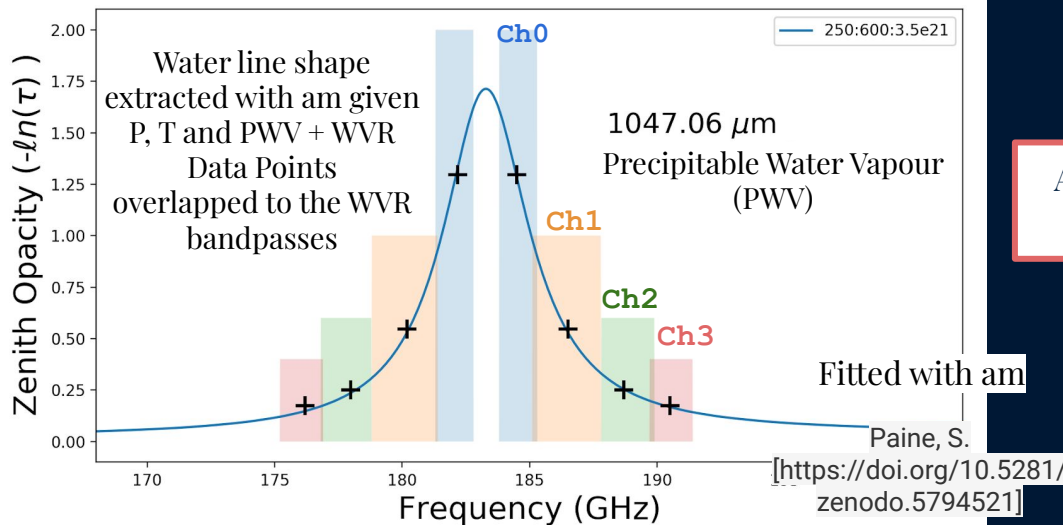 2.00
1.75
1.50
1.25
1.00
0.75
0.50
0.25
0.00
Zenith Opacity (-ℓn(τ) )
Water line shape
extracted with am given
P, T and PWV + WVR
Data Points
overlapped to the WVR
bandpasses
Ch0
250:600:3.5e21
1047.06 μm
Precipitable Water Vapour
(PWV)
Ch1
Ch2
Ch3
Fitted with am
170
175
180
185
190
Frequency (GHz)
Paine, S.
[https://doi.org/10.5281/
zenodo.5794521]